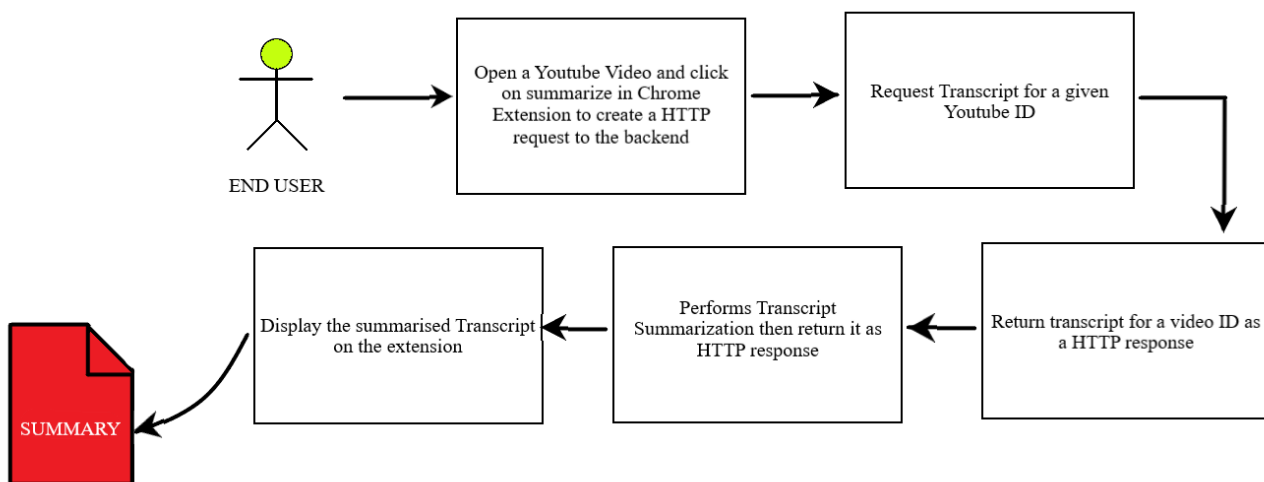 Open a Youtube Video and click
on summarize in Chrome
Extension to create a HTTP
request to the backend
Request Transcript for a given
Youtube ID
END USER
Return transcript for a video ID as
a HTTP response
Performs Transcript
Summarization then return it as
HTTP response
Display the summarised Transcript
on the extension
SUMMARY